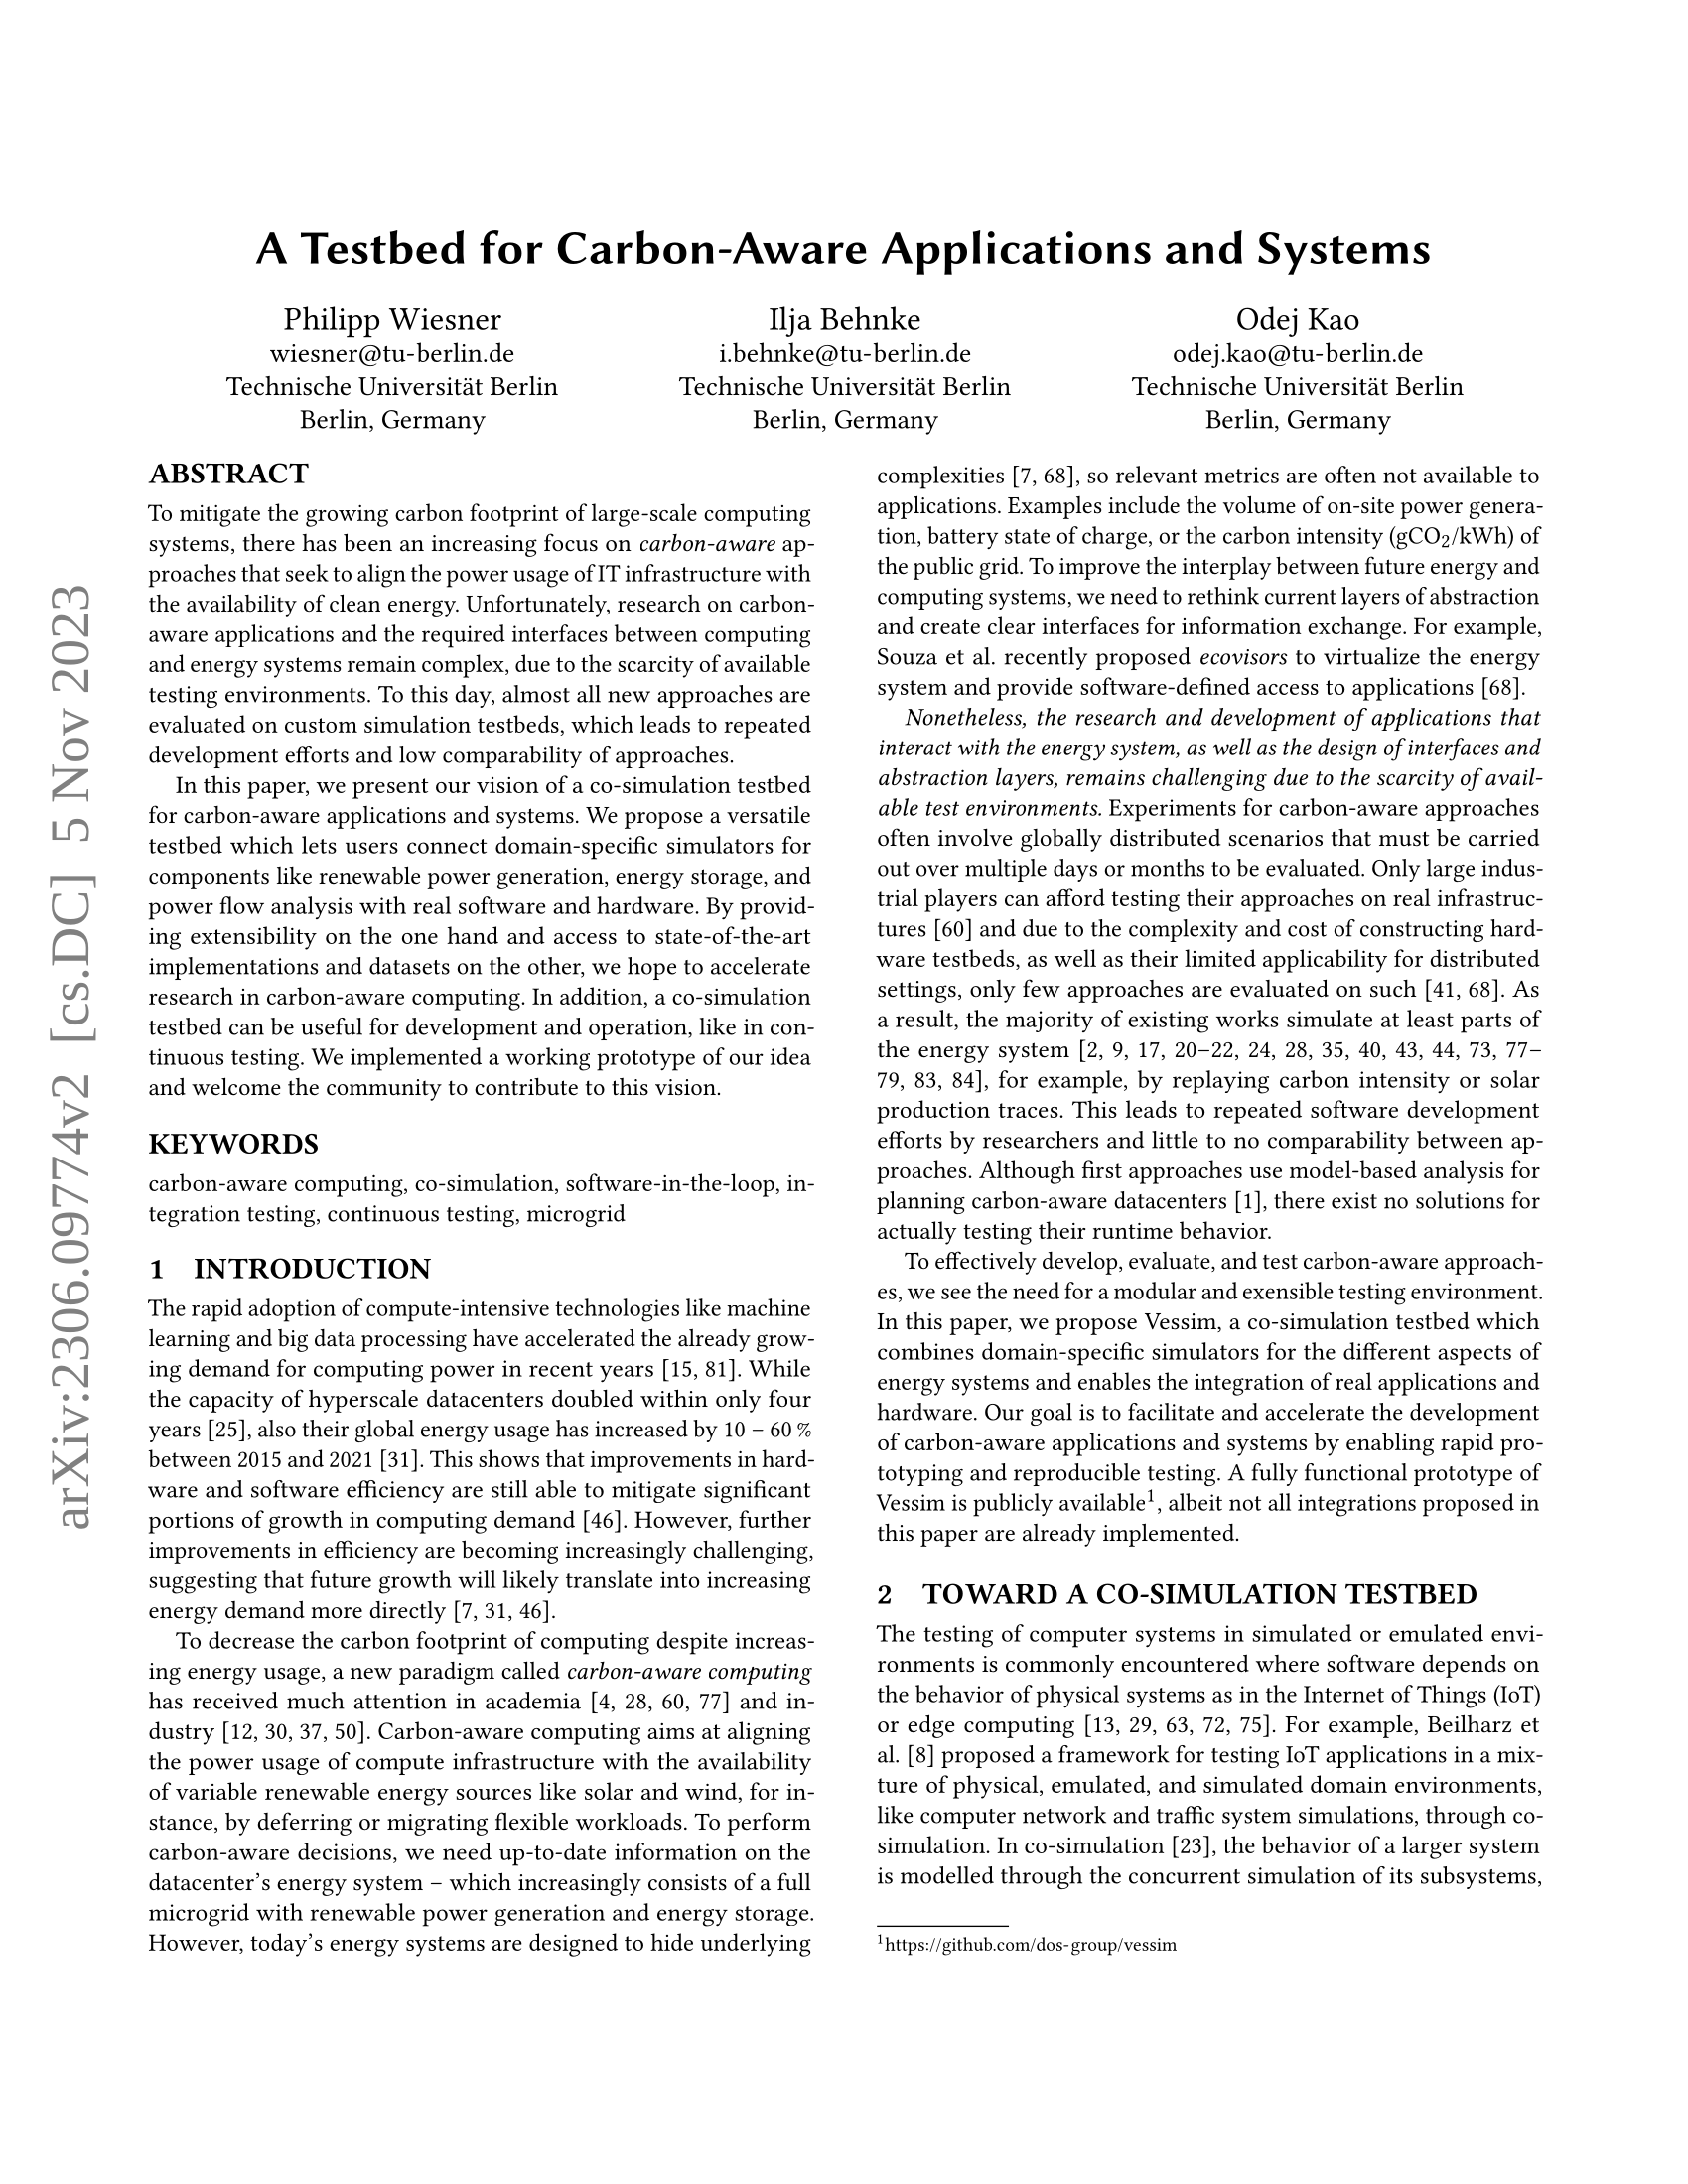 arXiv:2306.09774v2 [cs.DC] 5 Nov 2023
A Testbed for Carbon-Aware Applications and Systems
Philipp Wiesner
wiesner@tu-berlin.de
Technische Universität Berlin
Berlin, Germany
Ilja Behnke
i.behnke@tu-berlin.de
Technische Universität Berlin
Berlin, Germany
Odej Kao
odej.kao@tu-berlin.de
Technische Universität Berlin
Berlin, Germany
ABSTRACT
To mitigate the growing carbon footprint of large-scale computing
systems, there has been an increasing focus on carbon-aware ap-
proaches that seek to align the power usage of IT infrastructure with
the availability of clean energy. Unfortunately, research on carbon-
aware applications and the required interfaces between computing
and energy systems remain complex, due to the scarcity of available
testing environments. To this day, almost all new approaches are
evaluated on custom simulation testbeds, which leads to repeated
development efforts and low comparability of approaches.
In this paper, we present our vision of a co-simulation testbed
for carbon-aware applications and systems. We propose a versatile
testbed which lets users connect domain-specific simulators for
components like renewable power generation, energy storage, and
power flow analysis with real software and hardware. By provid-
ing extensibility on the one hand and access to state-of-the-art
implementations and datasets on the other, we hope to accelerate
research in carbon-aware computing. In addition, a co-simulation
testbed can be useful for development and operation, like in con-
tinuous testing. We implemented a working prototype of our idea
and welcome the community to contribute to this vision.
KEYWORDS
carbon-aware computing, co-simulation, software-in-the-loop, in-
tegration testing, continuous testing, microgrid
1 INTRODUCTION
The rapid adoption of compute-intensive technologies like machine
learning and big data processing have accelerated the already grow-
ing demand for computing power in recent years [15, 81]. While
the capacity of hyperscale datacenters doubled within only four
years [25], also their global energy usage has increased by 10 – 60 %
between 2015 and 2021 [31]. This shows that improvements in hard-
ware and software efficiency are still able to mitigate significant
portions of growth in computing demand [46]. However, further
improvements in efficiency are becoming increasingly challenging,
suggesting that future growth will likely translate into increasing
energy demand more directly [7, 31, 46].
To decrease the carbon footprint of computing despite increas-
ing energy usage, a new paradigm called carbon-aware computing
has received much attention in academia [4, 28, 60, 77] and in-
dustry [12, 30, 37, 50]. Carbon-aware computing aims at aligning
the power usage of compute infrastructure with the availability
of variable renewable energy sources like solar and wind, for in-
stance, by deferring or migrating flexible workloads. To perform
carbon-aware decisions, we need up-to-date information on the
datacenter's energy system – which increasingly consists of a full
microgrid with renewable power generation and energy storage.
However, today's energy systems are designed to hide underlying
complexities [7, 68], so relevant metrics are often not available to
applications. Examples include the volume of on-site power genera-
tion, battery state of charge, or the carbon intensity (gCO2/kWh) of
the public grid. To improve the interplay between future energy and
computing systems, we need to rethink current layers of abstraction
and create clear interfaces for information exchange. For example,
Souza et al. recently proposed ecovisors to virtualize the energy
system and provide software-defined access to applications [68].
Nonetheless, the research and development of applications that
interact with the energy system, as well as the design of interfaces and
abstraction layers, remains challenging due to the scarcity of avail-
able test environments. Experiments for carbon-aware approaches
often involve globally distributed scenarios that must be carried
out over multiple days or months to be evaluated. Only large indus-
trial players can afford testing their approaches on real infrastruc-
tures [60] and due to the complexity and cost of constructing hard-
ware testbeds, as well as their limited applicability for distributed
settings, only few approaches are evaluated on such [41, 68]. As
a result, the majority of existing works simulate at least parts of
the energy system [2, 9, 17, 20–22, 24, 28, 35, 40, 43, 44, 73, 77–
79, 83, 84], for example, by replaying carbon intensity or solar
production traces. This leads to repeated software development
efforts by researchers and little to no comparability between ap-
proaches. Although first approaches use model-based analysis for
planning carbon-aware datacenters [1], there exist no solutions for
actually testing their runtime behavior.
To effectively develop, evaluate, and test carbon-aware approach-
es, we see the need for a modular and exensible testing environment.
In this paper, we propose Vessim, a co-simulation testbed which
combines domain-specific simulators for the different aspects of
energy systems and enables the integration of real applications and
hardware. Our goal is to facilitate and accelerate the development
of carbon-aware applications and systems by enabling rapid pro-
totyping and reproducible testing. A fully functional prototype of
Vessim is publicly available1, albeit not all integrations proposed in
this paper are already implemented.
2 TOWARD A CO-SIMULATION TESTBED
The testing of computer systems in simulated or emulated envi-
ronments is commonly encountered where software depends on
the behavior of physical systems as in the Internet of Things (IoT)
or edge computing [13, 29, 63, 72, 75]. For example, Beilharz et
al. [8] proposed a framework for testing IoT applications in a mix-
ture of physical, emulated, and simulated domain environments,
like computer network and traffic system simulations, through co-
simulation. In co-simulation [23], the behavior of a larger system
is modelled through the concurrent simulation of its subsystems,
1https://github.com/dos-group/vessim